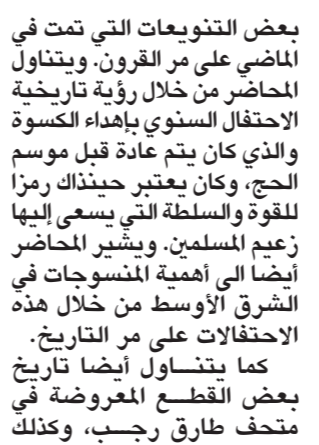 بعض التنويعات التي تمت في
الماضي على مر القرون. ويتناول
المحاضر من خلال رؤية تاريخية
الاحتفال السنوي بإهداء الكسوة
والذي كان يتم عادة قبل موسم
الحج، وكان يعتبر حينذاك رمزا
للقوة والسلطة التي يسعى إليها
زعيم المسلمين. ويشير المحاضر
أيضا الى أهمية المنسوجات في
الشرق الأوسط من خلال هذه
الاحتفالات على مر التاريخ.
كما يتنـــاول أيضا تاريخ
بعض القطـــع المعروضة في
متحف طارق رجـــب، وكذلك